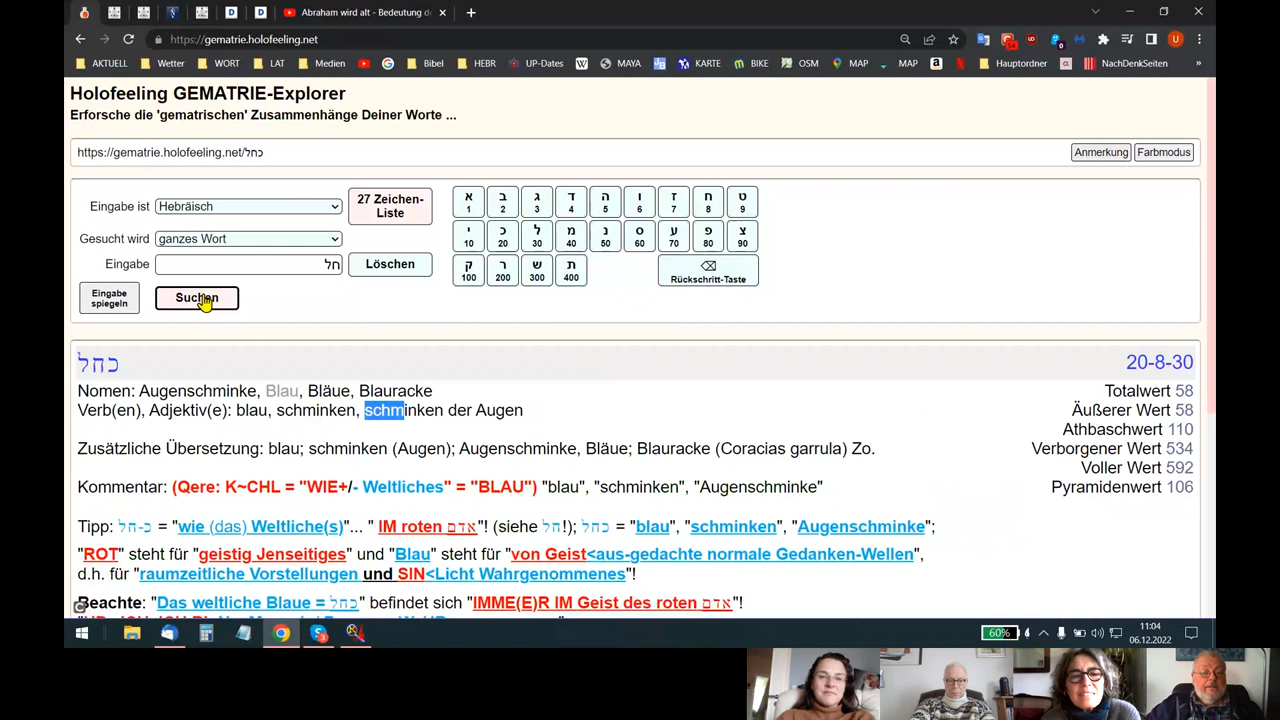 Abraham wird alt - Bedeutung de
https://gematrie.holofeeling.net
AKTUELL Wetter WORT LAT Medien Bibel HEBR UP-Dates MAYA KARTE BIKE OSM MAP MAP Hauptordner NachDenkSeiten »
Holofeeling GEMATRIE-Explorer
Erforsche die 'gematrischen' Zusammenhänge Deiner Worte ...
https://gematrie.holofeeling.net/כחל Anmerkung Farbmodus
Eingabe ist Hebräisch 27 Zeichen-Liste
Gesucht wird ganzes Wort
Eingabe חל Löschen
Eingabe spiegeln Suchen
א ב ג ד ה ו ז ח ט
1 2 3 4 5 6 7 8 9
י כ ל מ נ ס ע פ צ
10 20 30 40 50 60 70 80 90
ק ר ש ת
100 200 300 400 Rückschritt-Taste
כחל 20-8-30
Nomen: Augenschminke, Blau, Bläue, Blauracke Totalwert 58
Verb(en), Adjektiv(e): blau, schminken, schminken der Augen Äußerer Wert 58
Athbaschwert 110
Zusätzliche Übersetzung: blau; schminken (Augen); Augenschminke, Bläue; Blauracke (Coracias garrula) Zo. Verborgener Wert 534
Voller Wert 592
Kommentar: (Qere: K~CHL = "WIE+/- Weltliches" = "BLAU") "blau", "schminken", "Augenschminke" Pyramidenwert 106
Tipp: כ-חל = "wie (das) Weltliche(s)"... " IM roten אדם"! (siehe חל!); כחל = "blau", "schminken", "Augenschminke";
"ROT" steht für "geistig Jenseitiges" und "Blau" steht für "von Geist<aus-gedachte normale Gedanken-Wellen",
d.h. für "raumzeitliche Vorstellungen und SIN<Licht Wahrgenommenes"!
Beachte: "Das weltliche Blaue = כחל" befindet sich "IMME(E)R IM Geist des roten אדם"!
60% 11:04
06.12.2022